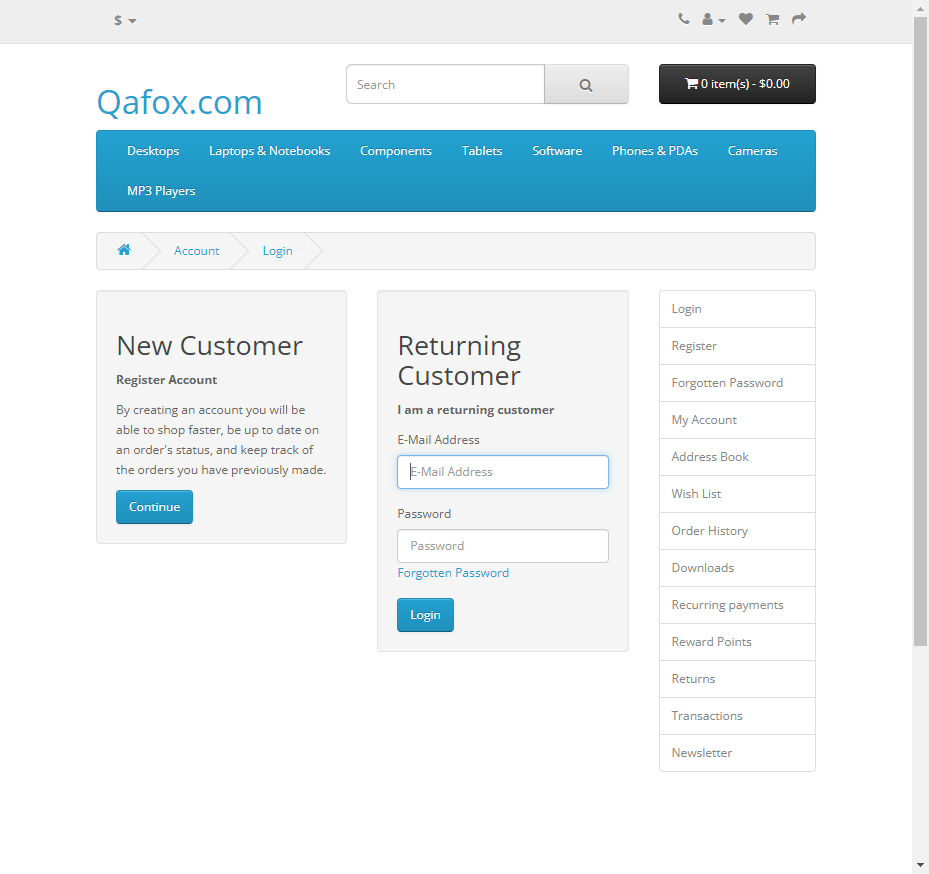 $
Qafox.com
Search
0 item(s) - $0.00
Desktops Laptops & Notebooks Components Tablets Software Phones & PDAs Cameras
MP3 Players
Account Login
New Customer
Register Account
By creating an account you will be
able to shop faster, be up to date on
an order's status, and keep track of
the orders you have previously made.
Continue
Returning
Customer
I am a returning customer
E-Mail Address
E-Mail Address
Password
Password
Forgotten Password
Login
Login
Register
Forgotten Password
My Account
Address Book
Wish List
Order History
Downloads
Recurring payments
Reward Points
Returns
Transactions
Newsletter